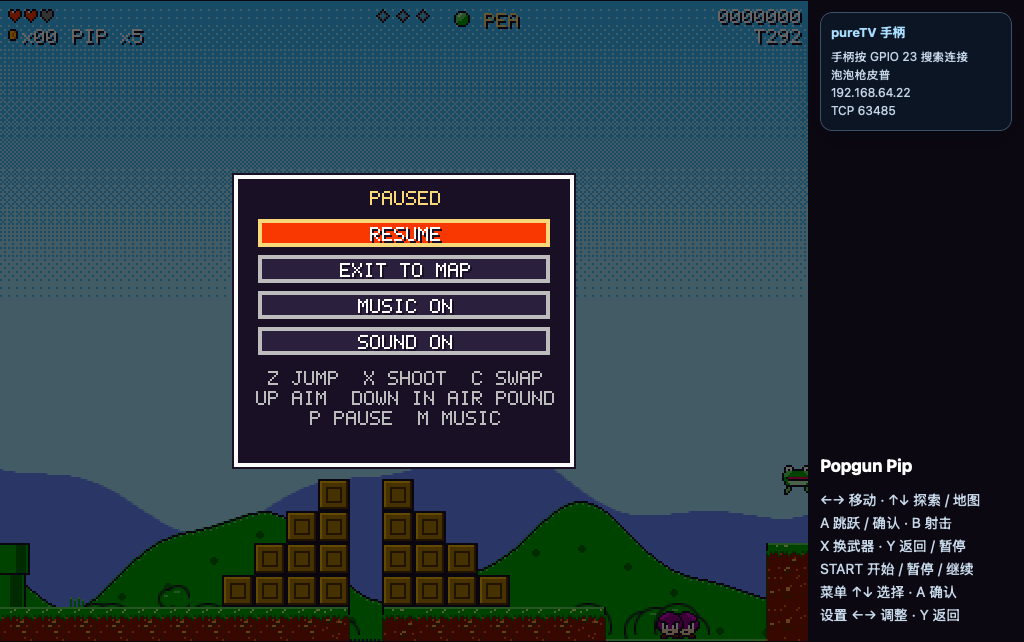 x00 PIP x5
PEA
0000000
T292
PAUSED
RESUME
EXIT TO MAP
MUSIC ON
SOUND ON
Z JUMP X SHOOT C SWAP
UP AIM DOWN IN AIR POUND
P PAUSE M MUSIC
pureTV 手柄
手柄按 GPIO 23 搜索连接
泡泡枪皮普
192.168.64.22
TCP 63485
Popgun Pip
←→ 移动 · ↑↓ 探索 / 地图
A 跳跃 / 确认 · B 射击
X 换武器 · Y 返回 / 暂停
START 开始 / 暂停 / 继续
菜单 ↑↓ 选择 · A 确认
设置 ←→ 调整 · Y 返回